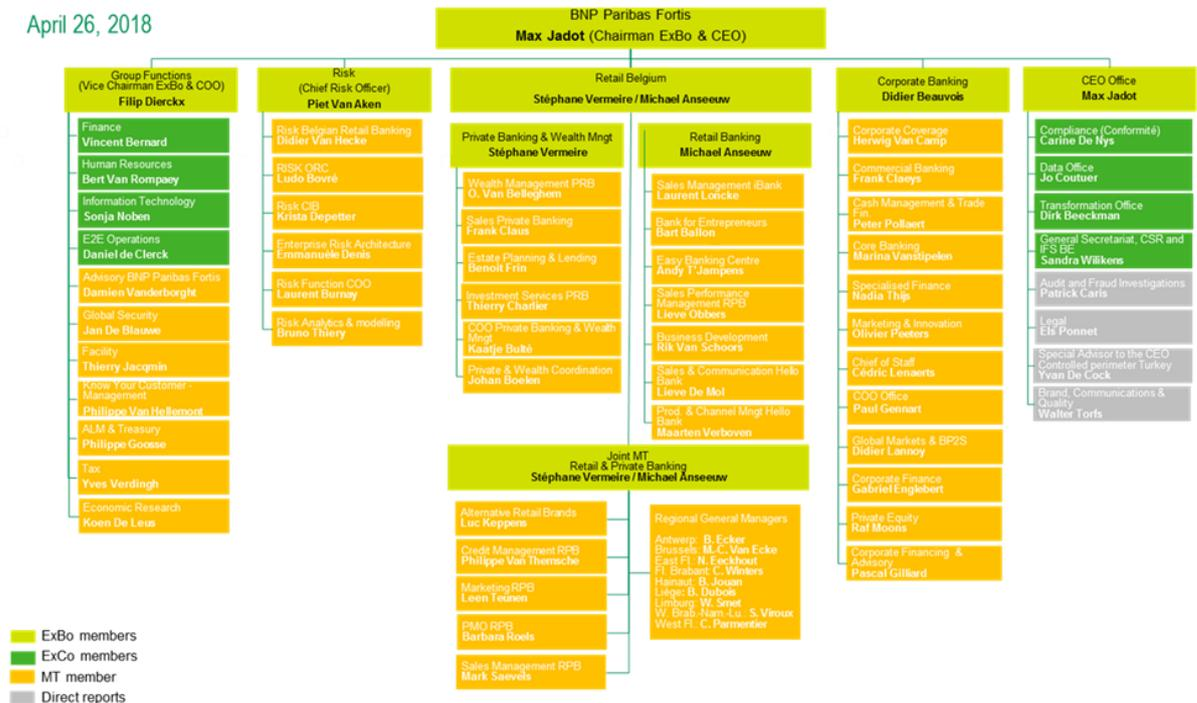 April 26, 2018
BNP Paribas Fortis
Max Jadot (Chairman ExBo & CEO)
Group Functions
(Vice Chairman ExBo & COO)
Filip Dierckx
Finance
Vincent Bernard
Human Resources
Bert Van Rompaey
Information Technology
Sonja Noben
E2E Operations
Daniel de Clerck
Advisory BNP Paribas Fortis
Damien Vanderborght
Global Security
Jan De Blauwe
Facility
Thierry Jacqmin
Know Your Customer -
Management
Philippe Van Hellemont
ALM & Treasury
Philippe Goosse
Tax
Yves Verdingh
Economic Research
Koen De Leus
Risk
(Chief Risk Officer)
Piet Van Aken
Risk Belgian Retail Banking
Didier Van Hecke
RISK ORC
Ludo Bovré
Risk CIB
Krista Depetter
Enterprise Risk Architecture
Emmanuèle Denis
Risk Function COO
Laurent Burnay
Risk Analytics & modelling
Bruno Thiery
Retail Belgium
Stéphane Vermeire / Michael Anseeuw
Private Banking & Wealth Mngt
Stéphane Vermeire
Wealth Management PRB
O. Van Belleghem
Sales Private Banking
Frank Claus
Estate Planning & Lending
Benoit Frin
Investment Services PRB
Thierry Charlier
COO Private Banking & Wealth
Mngt
Kaatje Bulté
Private & Wealth Coordination
Johan Boelen
Retail Banking
Michael Anseeuw
Sales Management iBank
Laurent Loncke
Bank for Entrepreneurs
Bart Ballon
Easy Banking Centre
Andy T'Jampens
Sales Performance
Management RPB
Lieve Obbers
Business Development
Rik Van Schoors
Sales & Communication Hello
Bank
Lieve De Mol
Prod. & Channel Mngt Hello
Bank
Maarten Verboven
Joint MT
Retail & Private Banking
Stéphane Vermeire / Michael Anseeuw
Alternative Retail Brands
Luc Keppens
Credit Management RPB
Philippe Van Themsche
Marketing RPB
Leen Teunen
PMO RPB
Barbara Roels
Sales Management RPB
Mark Saevels
Regional General Managers
Antwerp: B. Ecker
Brussels: M.-C. Van Ecke
East Fl.: N. Eeckhout
Fl. Brabant: C. Winters
Hainaut: B. Jouan
Liège: B. Dubois
Limburg: W. Smet
W. Brab.-Nam.-Lu.: S. Viroux
West Fl.: C. Parmentier
Corporate Banking
Didier Beauvois
Corporate Coverage
Herwig Van Camp
Commercial Banking
Frank Claeys
Cash Management & Trade
Fin.
Peter Pollaert
Core Banking
Marina Vanstipelen
Specialised Finance
Nadia Thijs
Marketing & Innovation
Olivier Peeters
Chief of Staff
Cédric Lenaerts
COO Office
Paul Gennart
Global Markets & BP2S
Didier Lannoy
Corporate Finance
Gabriel Englebert
Private Equity
Raf Moons
Corporate Financing &
Advisory
Pascal Gilliard
CEO Office
Max Jadot
Compliance (Conformité)
Carine De Nys
Data Office
Jo Coutuer
Transformation Office
Dirk Beeckman
General Secretariat, CSR and
IFS BE
Sandra Wilikens
Audit and Fraud Investigations
Patrick Caris
Legal
Els Ponnet
Special Advisor to the CEO
Controlled perimeter Turkey
Yvan De Cock
Brand, Communications &
Quality
Walter Torfs
ExBo members
ExCo members
MT member
Direct reports